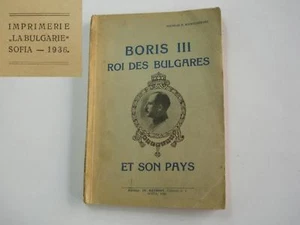 IMPRIMERIE
„LA BULGARIE"
SOFIA — 1936.
BORIS III
ROI DES BULGARES
ET SON PAYS